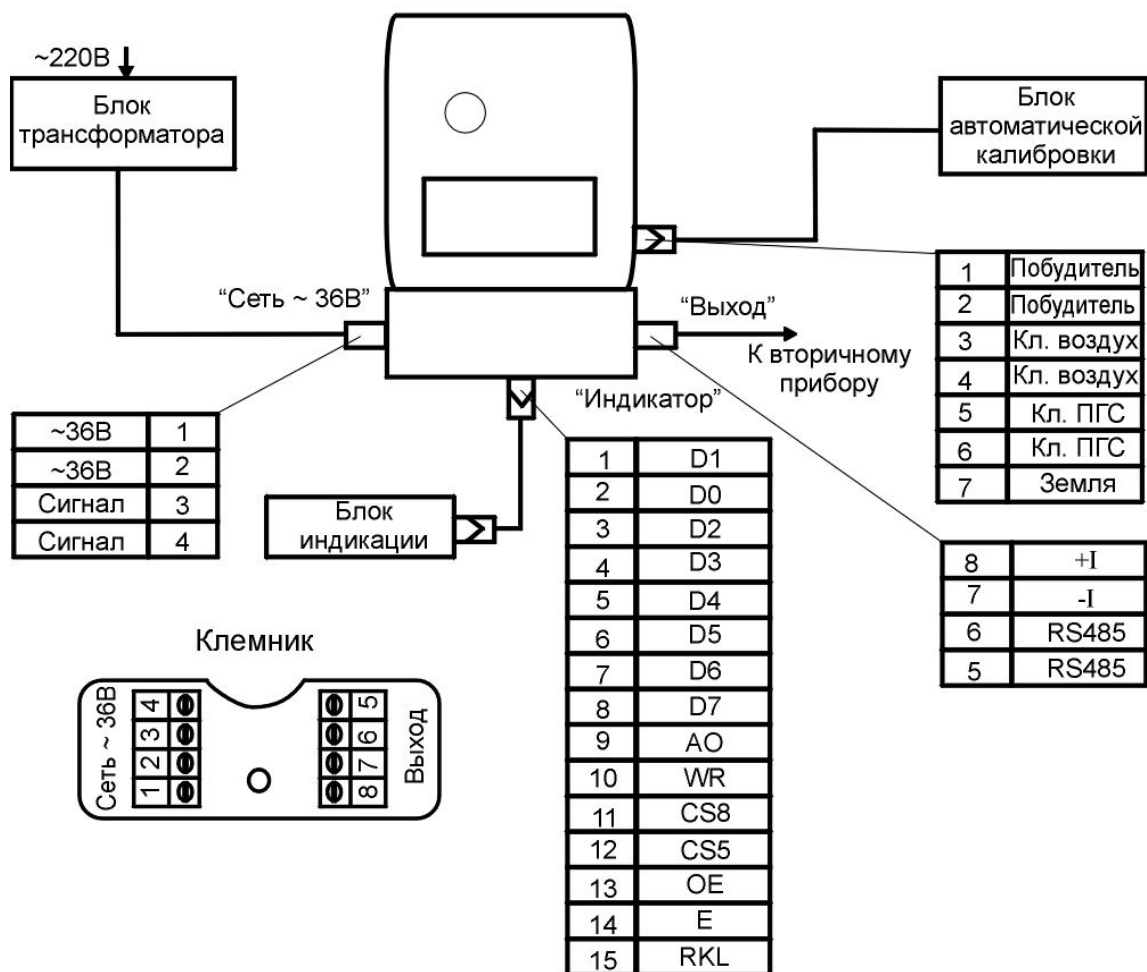 ~220В
Блок
трансформатора
Блок
автоматической
калибровки
“Сеть ~ 36В”
“Выход”
К вторичному
прибору
“Индикатор”
1 Побудитель
2 Побудитель
3 Кл. воздух
4 Кл. воздух
5 Кл. ПГС
6 Кл. ПГС
7 Земля
~36В 1
~36В 2
Сигнал 3
Сигнал 4
Блок
индикации
1 D1
2 D0
3 D2
4 D3
5 D4
6 D5
7 D6
8 D7
9 AO
10 WR
11 CS8
12 CS5
13 OE
14 E
15 RKL
8 +I
7 -I
6 RS485
5 RS485
Клемник
Сеть ~ 36В
1 2 3 4
8 7 6 5
Выход